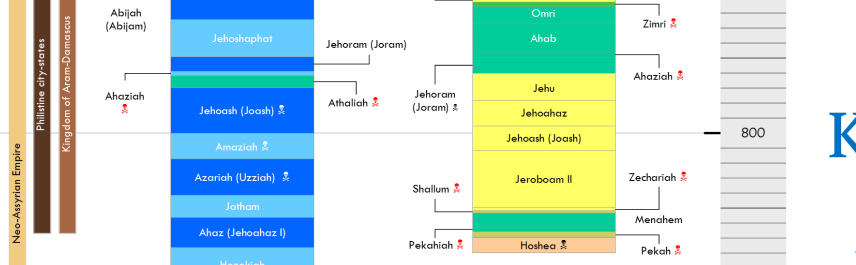 Neo-Assyrian Empire
Philistine city-states
Kingdom of Aram-Damascus
Abijah
(Abijam)
Jehoshaphat
Jehoram (Joram)
Ahaziah
Athaliah
Jehoash (Joash)
Amaziah
Azariah (Uzziah)
Jotham
Ahaz (Jehoahaz I)
Omri
Zimri
Ahab
Ahaziah
Jehoram
(Joram)
Jehu
Jehoahaz
Jehoash (Joash)
Jeroboam II
Zechariah
Shallum
Menahem
Pekahiah
Pekah
Hoshea
800
K